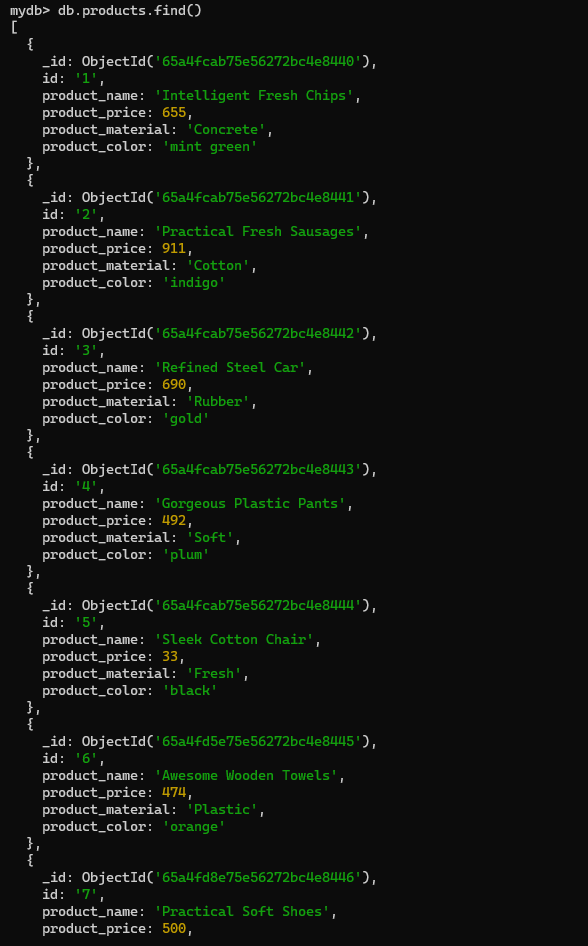 mydb> db.products.find()
[
  {
    _id: ObjectId('65a4fcab75e56272bc4e8440'),
    id: '1',
    product_name: 'Intelligent Fresh Chips',
    product_price: 655,
    product_material: 'Concrete',
    product_color: 'mint green'
  },
  {
    _id: ObjectId('65a4fcab75e56272bc4e8441'),
    id: '2',
    product_name: 'Practical Fresh Sausages',
    product_price: 911,
    product_material: 'Cotton',
    product_color: 'indigo'
  },
  {
    _id: ObjectId('65a4fcab75e56272bc4e8442'),
    id: '3',
    product_name: 'Refined Steel Car',
    product_price: 690,
    product_material: 'Rubber',
    product_color: 'gold'
  },
  {
    _id: ObjectId('65a4fcab75e56272bc4e8443'),
    id: '4',
    product_name: 'Gorgeous Plastic Pants',
    product_price: 492,
    product_material: 'Soft',
    product_color: 'plum'
  },
  {
    _id: ObjectId('65a4fcab75e56272bc4e8444'),
    id: '5',
    product_name: 'Sleek Cotton Chair',
    product_price: 33,
    product_material: 'Fresh',
    product_color: 'black'
  },
  {
    _id: ObjectId('65a4fd5e75e56272bc4e8445'),
    id: '6',
    product_name: 'Awesome Wooden Towels',
    product_price: 474,
    product_material: 'Plastic',
    product_color: 'orange'
  },
  {
    _id: ObjectId('65a4fd8e75e56272bc4e8446'),
    id: '7',
    product_name: 'Practical Soft Shoes',
    product_price: 500,